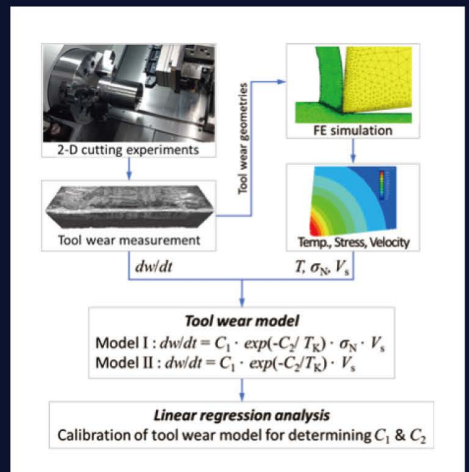 2-D cutting experiments
Tool wear measurement
Tool wear geometries
FE simulation
Temp., Stress, Velocity
dw/dt
T, σN, Vs
Tool wear model
Model I : dw/dt = C1 · exp(-C2/ TK) · σN · Vs
Model II : dw/dt = C1 · exp(-C2/TK) · Vs
Linear regression analysis
Calibration of tool wear model for determining C1 & C2